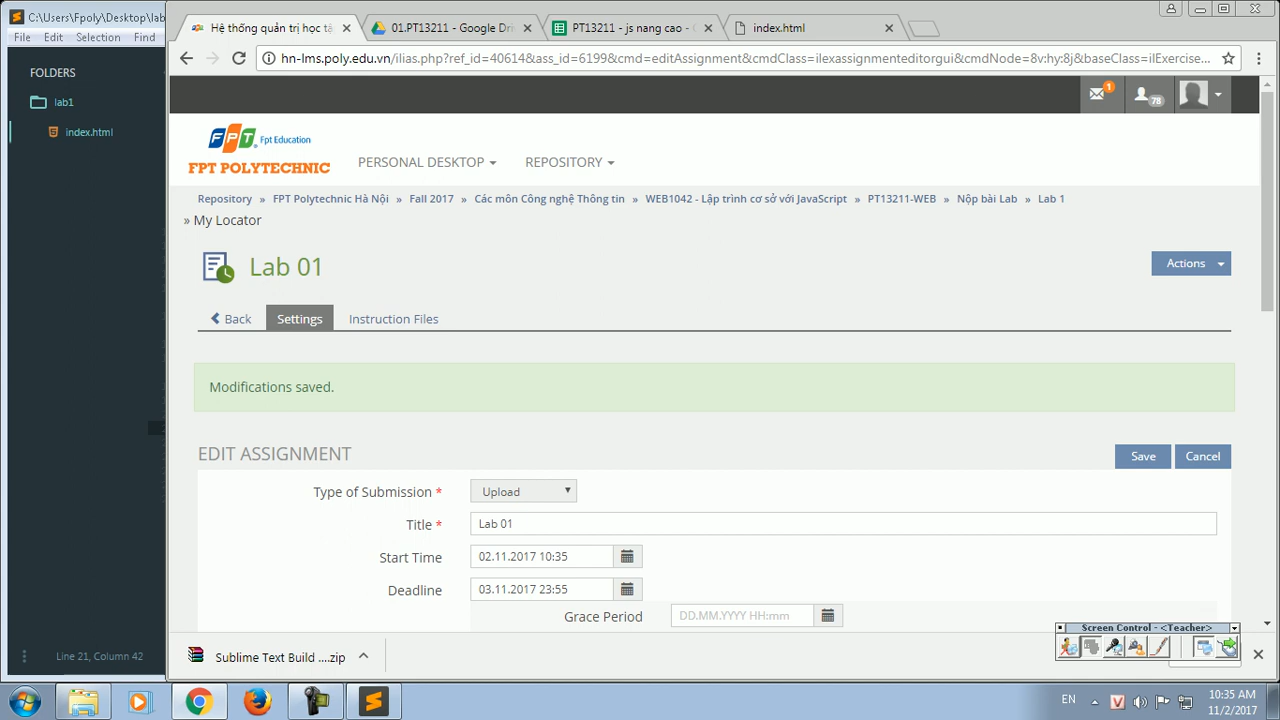 C:\Users\Fpoly\Desktop\lab
File Edit Selection Find
FOLDERS
lab1
index.html
Line 21, Column 42
Hệ thống quản trị học tậ
01.PT13211 - Google Dri
PT13211 - js nang cao -
index.html
hn-lms.poly.edu.vn/ilias.php?ref_id=40614&ass_id=6199&cmd=editAssignment&cmdClass=ilexassignmenteditorgui&cmdNode=8v:hy:8j&baseClass=ilExercise...
1
78
FPT Fpt Education
FPT POLYTECHNIC
PERSONAL DESKTOP REPOSITORY
Repository » FPT Polytechnic Hà Nội » Fall 2017 » Các môn Công nghệ Thông tin » WEB1042 - Lập trình cơ sở với JavaScript » PT13211-WEB » Nộp bài Lab » Lab 1
» My Locator
Lab 01
Actions
Back Settings Instruction Files
Modifications saved.
EDIT ASSIGNMENT
Save Cancel
Type of Submission * Upload
Title * Lab 01
Start Time 02.11.2017 10:35
Deadline 03.11.2017 23:55
Grace Period DD.MM.YYYY HH:mm
Screen Control - <Teacher>
Sublime Text Build ....zip
EN
V
10:35 AM
11/2/2017